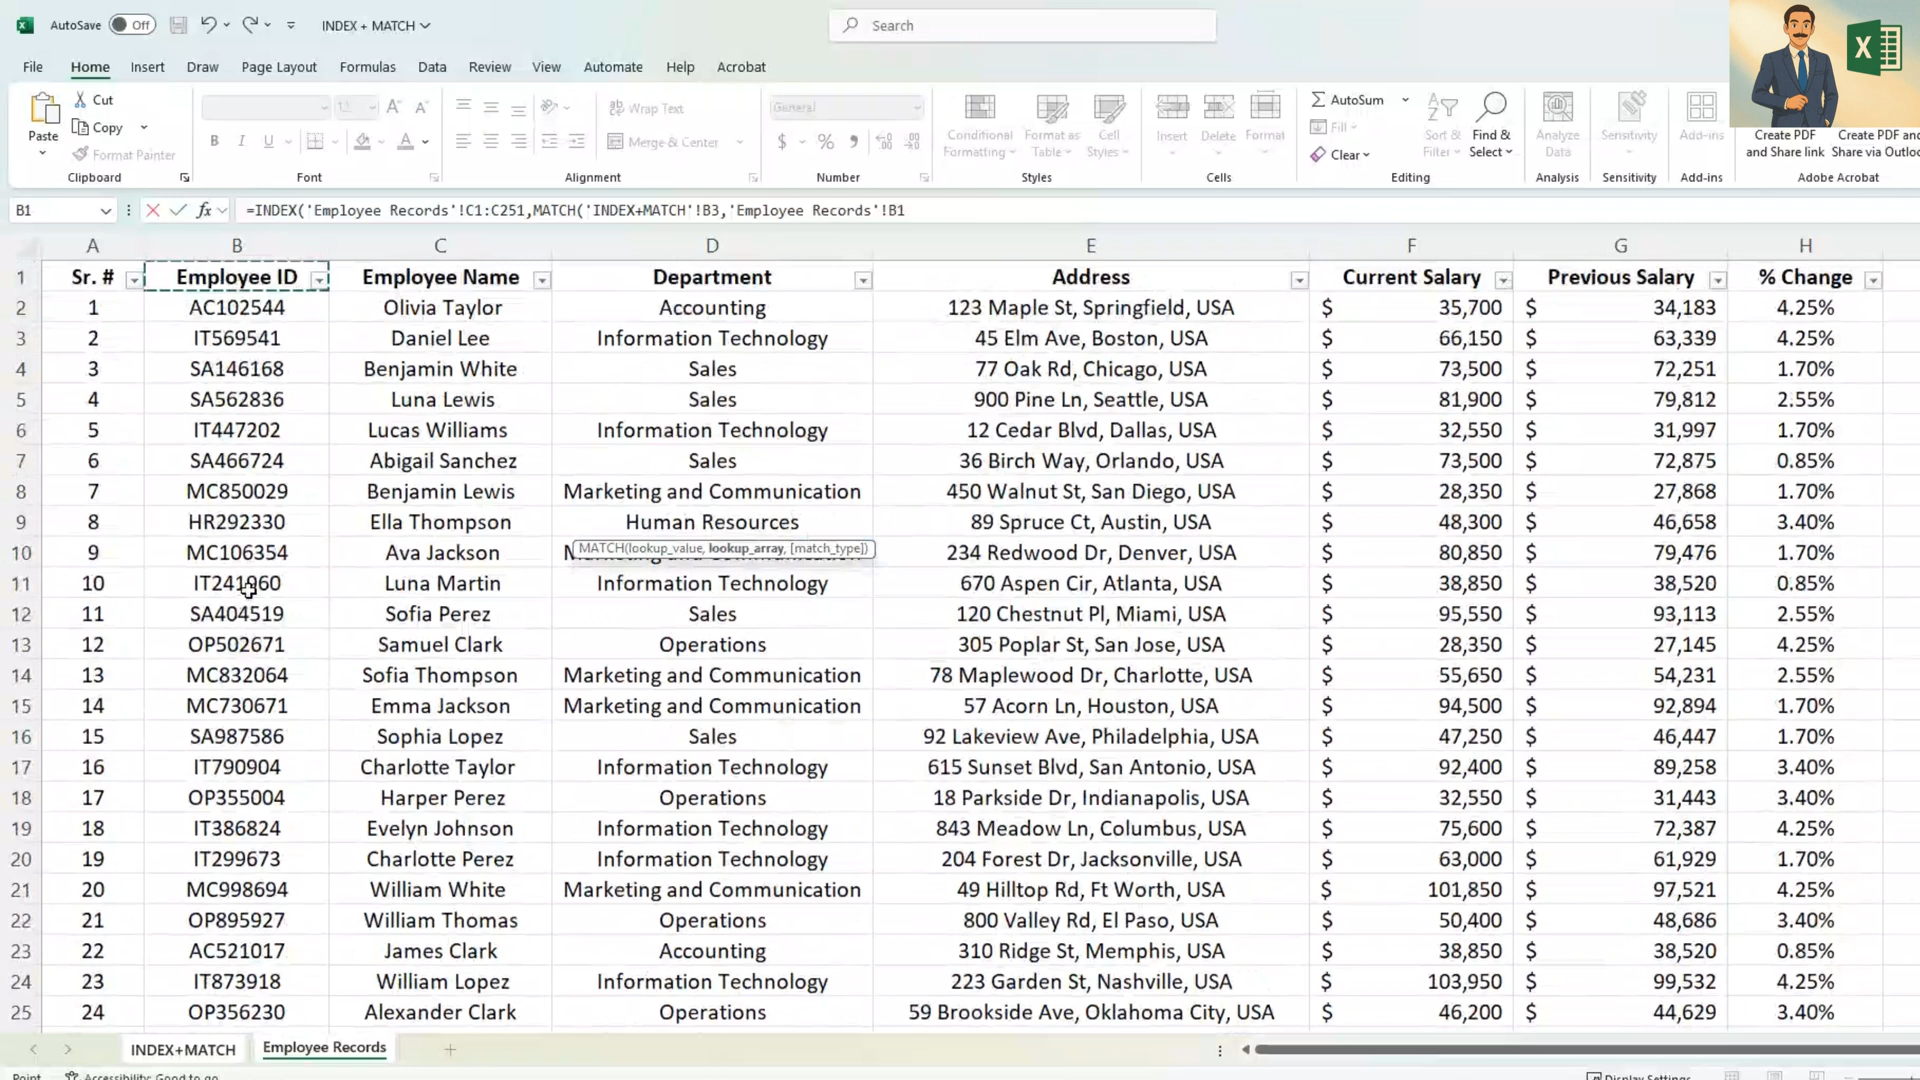 AutoSave Off INDEX + MATCH Search
File Home Insert Draw Page Layout Formulas Data Review View Automate Help Acrobat
Cut
Copy
Format Painter
Paste
Clipboard
B I U
Font
Wrap Text
Merge & Center
Alignment
General
$ %
Number
Conditional Formatting
Format as Table
Cell Styles
Styles
Insert Delete Format
Cells
AutoSum
Fill
Clear
Sort & Filter
Find & Select
Editing
Analyze Data
Analysis
Sensitivity
Sensitivity
Add-ins
Add-ins
Create PDF and Share link
Create PDF and Share via
Adobe Acrobat
B1 fx =INDEX('Employee Records'!C1:C251,MATCH('INDEX+MATCH'!B3,'Employee Records'!B1
A B C D E F G H
1 Sr. # Employee ID Employee Name Department Address Current Salary Previous Salary % Change
2 1 AC102544 Olivia Taylor Accounting 123 Maple St, Springfield, USA $ 35,700 $ 34,183 4.25%
3 2 IT569541 Daniel Lee Information Technology 45 Elm Ave, Boston, USA $ 66,150 $ 63,339 4.25%
4 3 SA146168 Benjamin White Sales 77 Oak Rd, Chicago, USA $ 73,500 $ 72,251 1.70%
5 4 SA562836 Luna Lewis Sales 900 Pine Ln, Seattle, USA $ 81,900 $ 79,812 2.55%
6 5 IT447202 Lucas Williams Information Technology 12 Cedar Blvd, Dallas, USA $ 32,550 $ 31,997 1.70%
7 6 SA466724 Abigail Sanchez Sales 36 Birch Way, Orlando, USA $ 73,500 $ 72,875 0.85%
8 7 MC850029 Benjamin Lewis Marketing and Communication 450 Walnut St, San Diego, USA $ 28,350 $ 27,868 1.70%
9 8 HR292330 Ella Thompson Human Resources 89 Spruce Ct, Austin, USA $ 48,300 $ 46,658 3.40%
MATCH(lookup_value, lookup_array, [match_type])
10 9 MC106354 Ava Jackson Marketing and Communication 234 Redwood Dr, Denver, USA $ 80,850 $ 79,476 1.70%
11 10 Luna Martin Information Technology 670 Aspen Cir, Atlanta, USA $ 38,850 $ 38,520 0.85%
12 11 SA404519 Sofia Perez Sales 120 Chestnut Pl, Miami, USA $ 95,550 $ 93,113 2.55%
13 12 OP502671 Samuel Clark Operations 305 Poplar St, San Jose, USA $ 28,350 $ 27,145 4.25%
14 13 MC832064 Sofia Thompson Marketing and Communication 78 Maplewood Dr, Charlotte, USA $ 55,650 $ 54,231 2.55%
15 14 MC730671 Emma Jackson Marketing and Communication 57 Acorn Ln, Houston, USA $ 94,500 $ 92,894 1.70%
16 15 SA987586 Sophia Lopez Sales 92 Lakeview Ave, Philadelphia, USA $ 47,250 $ 46,447 1.70%
17 16 IT790904 Charlotte Taylor Information Technology 615 Sunset Blvd, San Antonio, USA $ 92,400 $ 89,258 3.40%
18 17 OP355004 Harper Perez Operations 18 Parkside Dr, Indianapolis, USA $ 32,550 $ 31,443 3.40%
19 18 IT386824 Evelyn Johnson Information Technology 843 Meadow Ln, Columbus, USA $ 75,600 $ 72,387 4.25%
20 19 IT299673 Charlotte Perez Information Technology 204 Forest Dr, Jacksonville, USA $ 63,000 $ 61,929 1.70%
21 20 MC998694 William White Marketing and Communication 49 Hilltop Rd, Ft Worth, USA $ 101,850 $ 97,521 4.25%
22 21 OP895927 William Thomas Operations 800 Valley Rd, El Paso, USA $ 50,400 $ 48,686 3.40%
23 22 AC521017 James Clark Accounting 310 Ridge St, Memphis, USA $ 38,850 $ 38,520 0.85%
24 23 IT873918 William Lopez Information Technology 223 Garden St, Nashville, USA $ 103,950 $ 99,532 4.25%
25 24 OP356230 Alexander Clark Operations 59 Brookside Ave, Oklahoma City, USA $ 46,200 $ 44,629 3.40%
INDEX+MATCH Employee Records
Point Accessibility: Good to go Display Settings